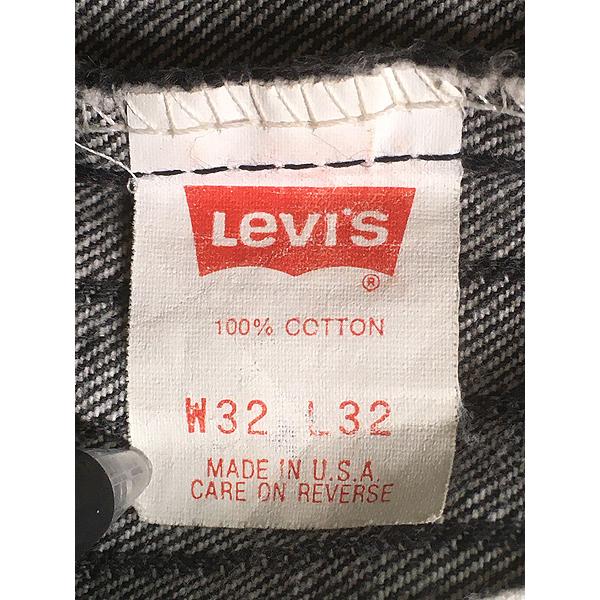 Levi's
®
100% COTTON
W32 L32
MADE IN U.S.A.
CARE ON REVERSE